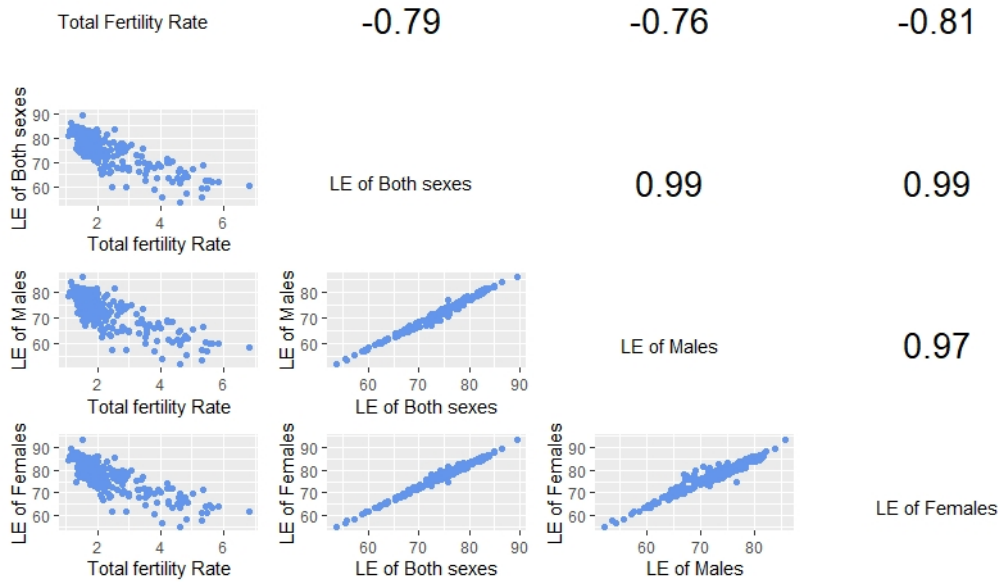 Total Fertility Rate
-0.79
-0.76
-0.81
LE of Both sexes
90
80
70
60
2 4 6
Total fertility Rate
LE of Both sexes
0.99
0.99
LE of Males
80
70
60
2 4 6
Total fertility Rate
LE of Males
80
70
60
60 70 80 90
LE of Both sexes
LE of Males
0.97
LE of Females
90
80
70
60
2 4 6
Total fertility Rate
LE of Females
90
80
70
60
60 70 80 90
LE of Both sexes
LE of Females
90
80
70
60
60 70 80
LE of Males
LE of Females